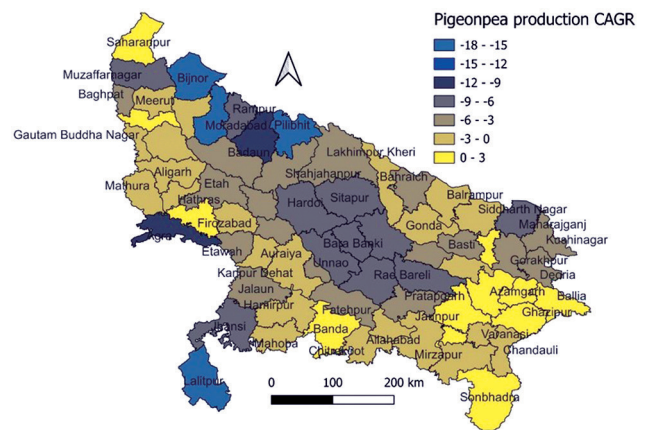 Pigeonpea production CAGR
-18 - -15
-15 - -12
-12 - -9
-9 - -6
-6 - -3
-3 - 0
0 - 3
Saharanpur
Muzaffarnagar
Bijnor
Baghpat
Meerut
Rampur
Moradabad
Pilibhit
Gautam Buddha Nagar
Badaun
Lakhimpur Kheri
Shahjahanpur
Bahraich
Aligarh
Mathura
Etah
Hathras
Hardoi
Sitapur
Balrampur
Siddharth Nagar
Maharajganj
Firozabad
Gonda
Kushinagar
Agra
Etawah
Auraiya
Bara Banki
Basti
Gorakhpur
Kanpur Dehat
Unnao
Rae Bareli
Deoria
Jalaun
Hamirpur
Fatehpur
Pratapgarh
Azamgarh
Ballia
Jaunpur
Ghazipur
Jhansi
Banda
Mahoba
Chitrakoot
Allahabad
Varanasi
Mirzapur
Chandauli
Lalitpur
Sonbhadra
0 100 200 km